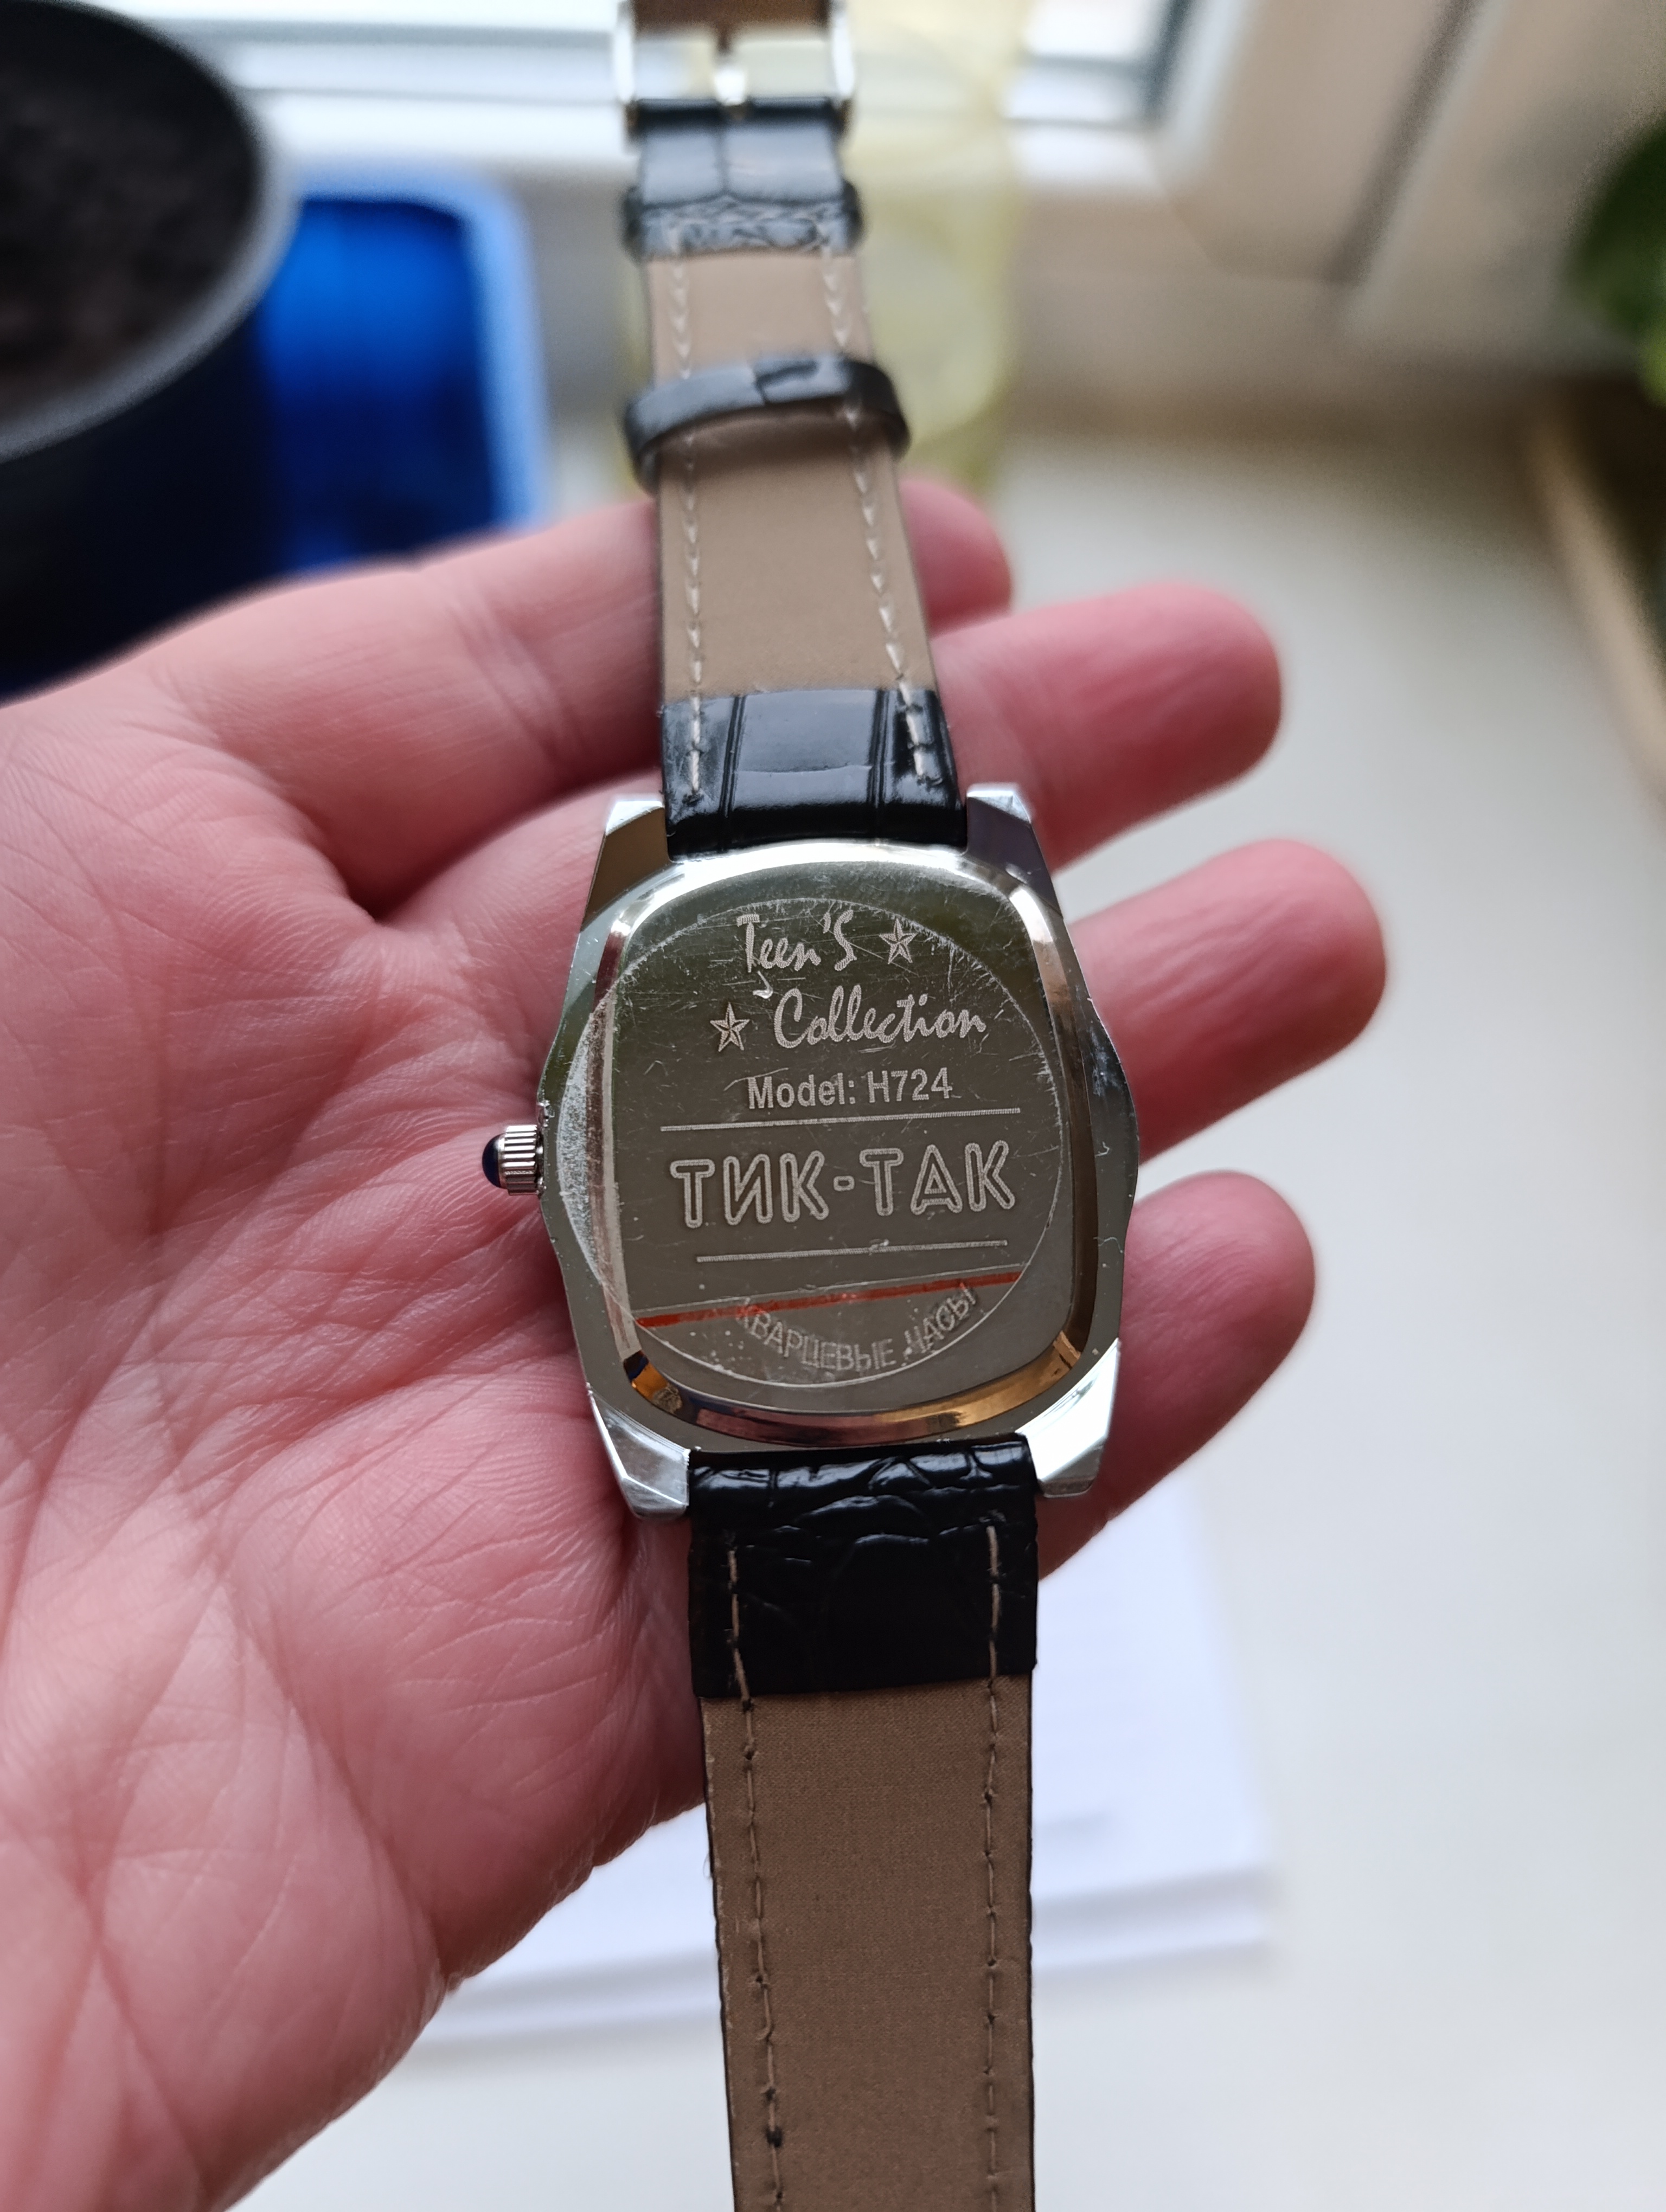 Teen'S
Collection
Model: H724
ТИК-ТАК
КВАРЦЕВЫЕ ЧАСЫ